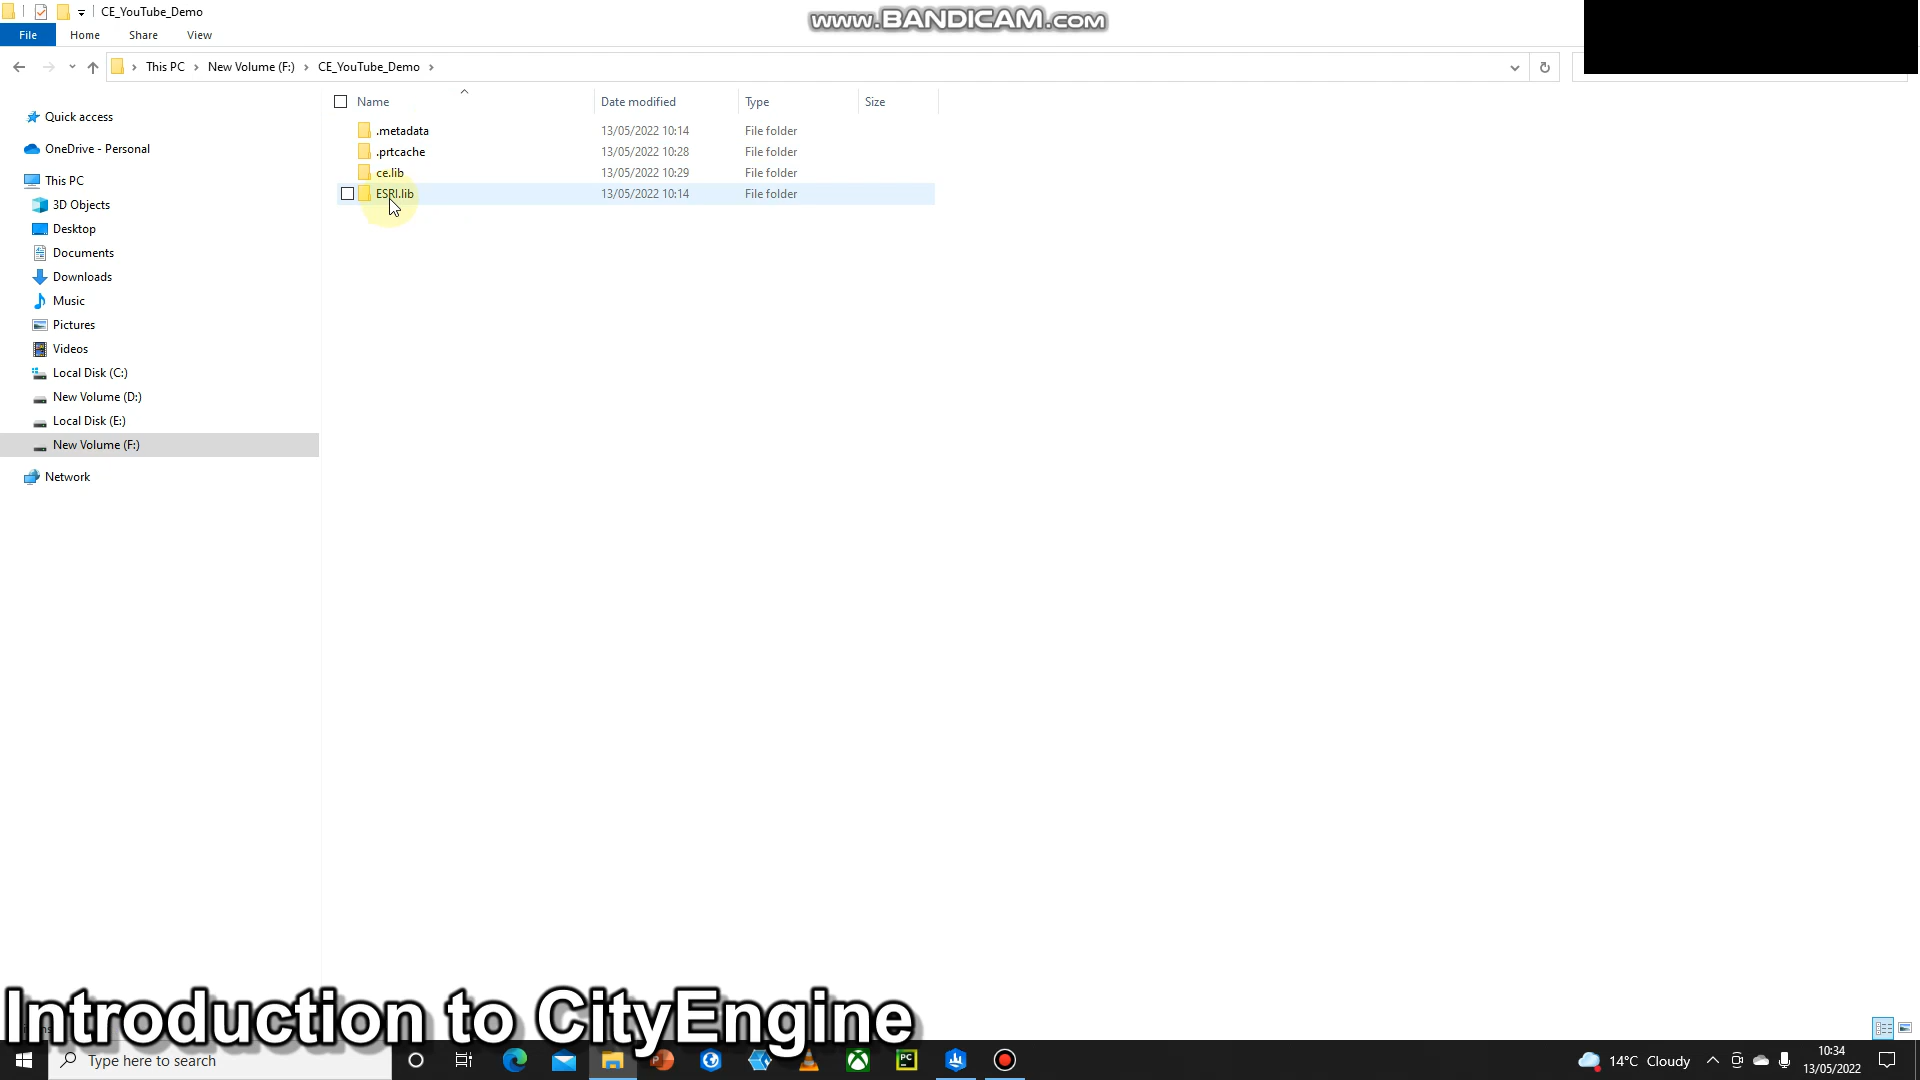 CE_YouTube_Demo
www.BANDICAM.com
File Home Share View
This PC New Volume (F:) CE_YouTube_Demo
Name Date modified Type Size
.metadata 13/05/2022 10:14 File folder
.prtcache 13/05/2022 10:28 File folder
ce.lib 13/05/2022 10:29 File folder
ESRI.lib 13/05/2022 10:14 File folder
Quick access
OneDrive - Personal
This PC
3D Objects
Desktop
Documents
Downloads
Music
Pictures
Videos
Local Disk (C:)
New Volume (D:)
Local Disk (E:)
New Volume (F:)
Network
Introduction to CityEngine
Type here to search
PC
14°C Cloudy
10:34
13/05/2022